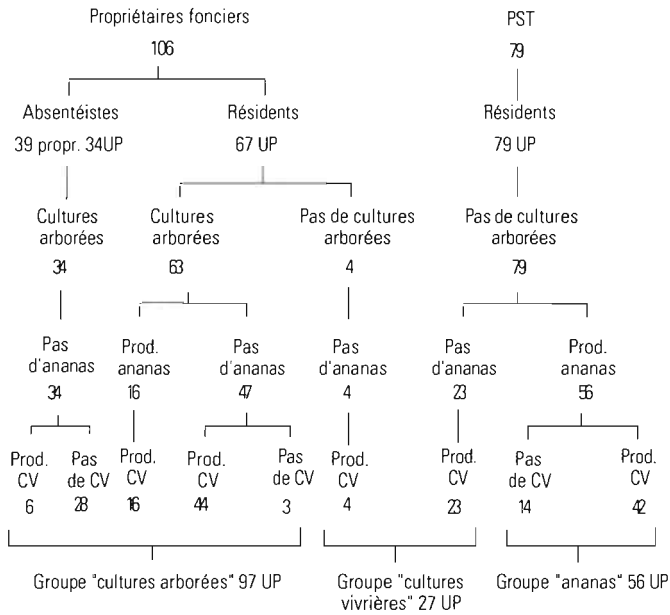 Propriétaires fonciers
106
PST
79
Absentéistes
39 propr. 34UP
Résidents
67 UP
Résidents
79 UP
Cultures
arborées
34
Cultures
arborées
63
Pas de cultures
arborées
4
Pas de cultures
arborées
79
Pas
d'ananas
34
Prod.
ananas
16
Pas
d'ananas
47
Pas
d'ananas
4
Pas
d'ananas
23
Prod.
ananas
56
Prod.
CV
6
Pas
de CV
28
Prod.
CV
16
Prod.
CV
44
Pas
de CV
3
Prod.
CV
4
Prod.
CV
23
Pas
de CV
14
Prod.
CV
42
Groupe "cultures arborées" 97 UP
Groupe "cultures
vivrières" 27 UP
Groupe "ananas" 56 UP